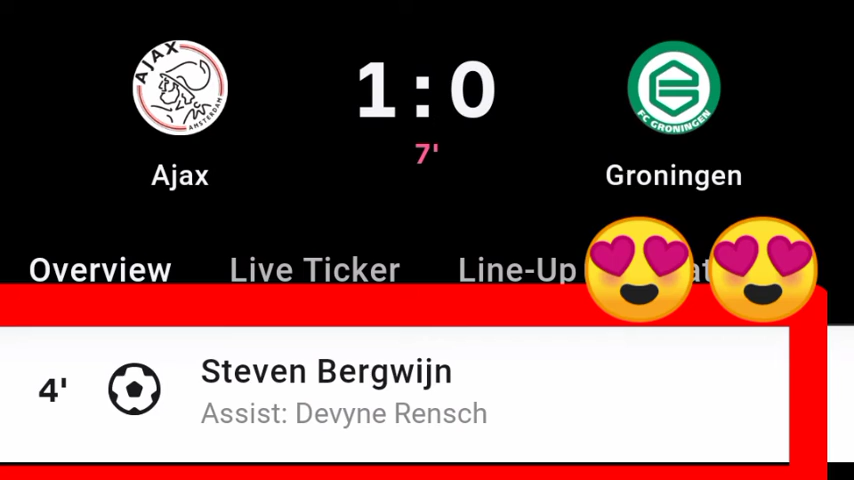 AJAX
AMSTERDAM
1:0
FC GRONINGEN
7'
Ajax
Groningen
Overview
Live Ticker
Line-Up
4'
Steven Bergwijn
Assist: Devyne Rensch